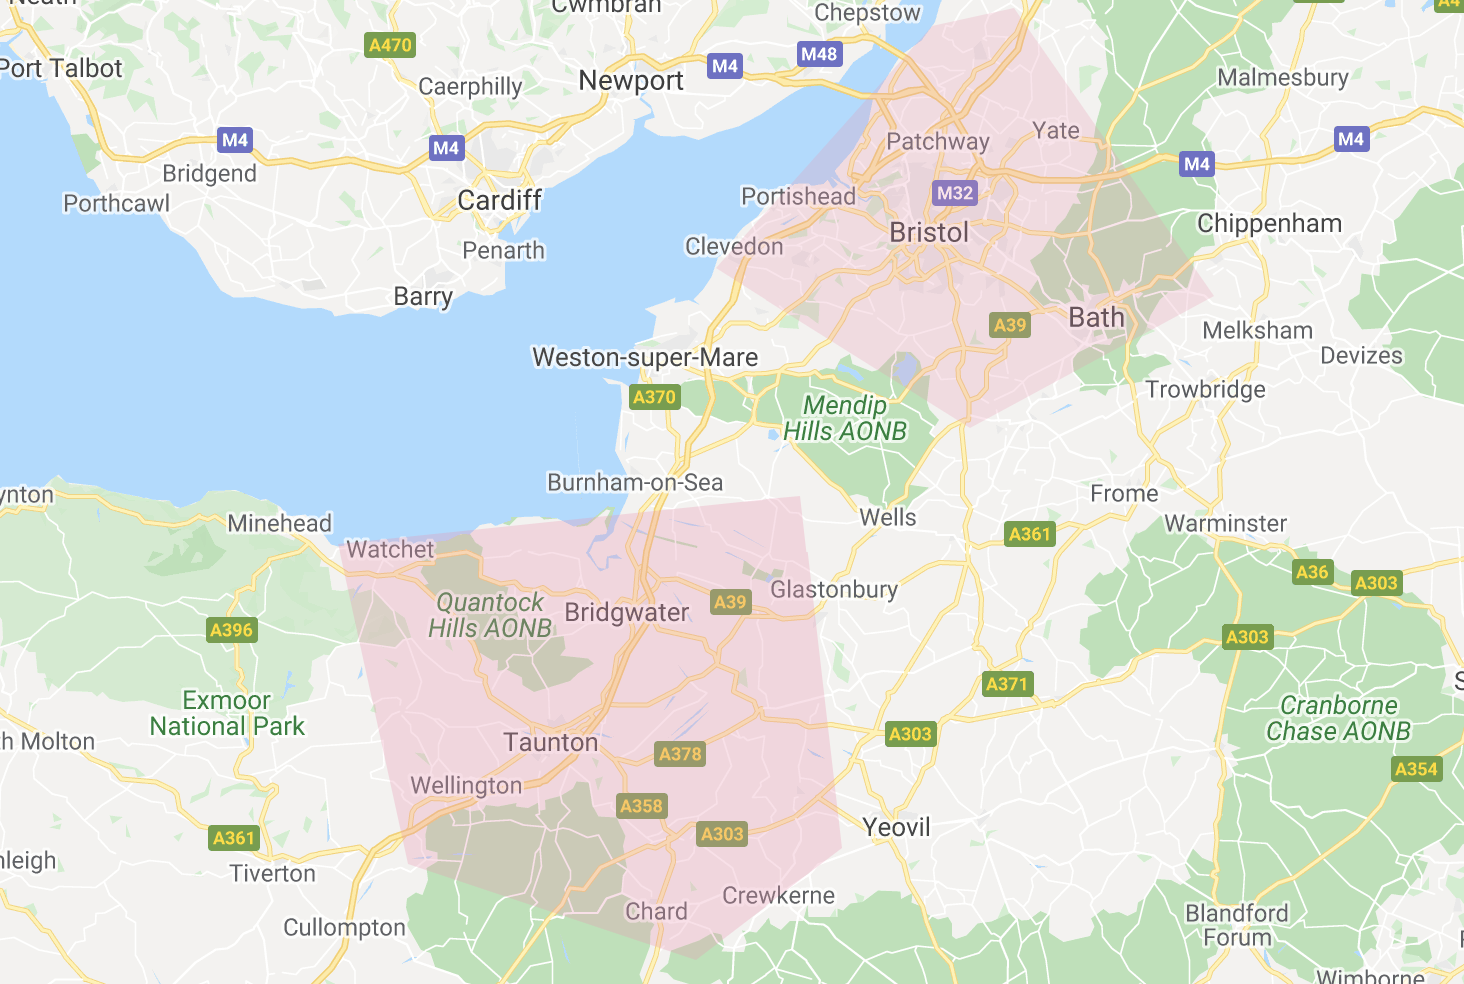 Neath
Cwmbran
Chepstow
A470
M48
M4
Port Talbot
Newport
Malmesbury
Caerphilly
Yate
M4
M4
Patchway
M4
M4
Bridgend
M32
Portishead
Cardiff
Porthcawl
Chippenham
Bristol
Clevedon
Penarth
Barry
Bath
A39
Melksham
Weston-super-Mare
Devizes
Trowbridge
A370
Mendip
Hills AONB
Burnham-on-Sea
ynton
Frome
Wells
Minehead
Warminster
A361
Watchet
A36
A303
Glastonbury
Quantock
Hills AONB
A39
Bridgwater
A396
A303
A371
Exmoor
National Park
Cranborne
Chase AONB
A303
th Molton
Taunton
A378
A354
Wellington
A358
A303
Yeovil
A361
nleigh
Tiverton
Crewkerne
Chard
Blandford
Forum
Cullompton
Wimborne